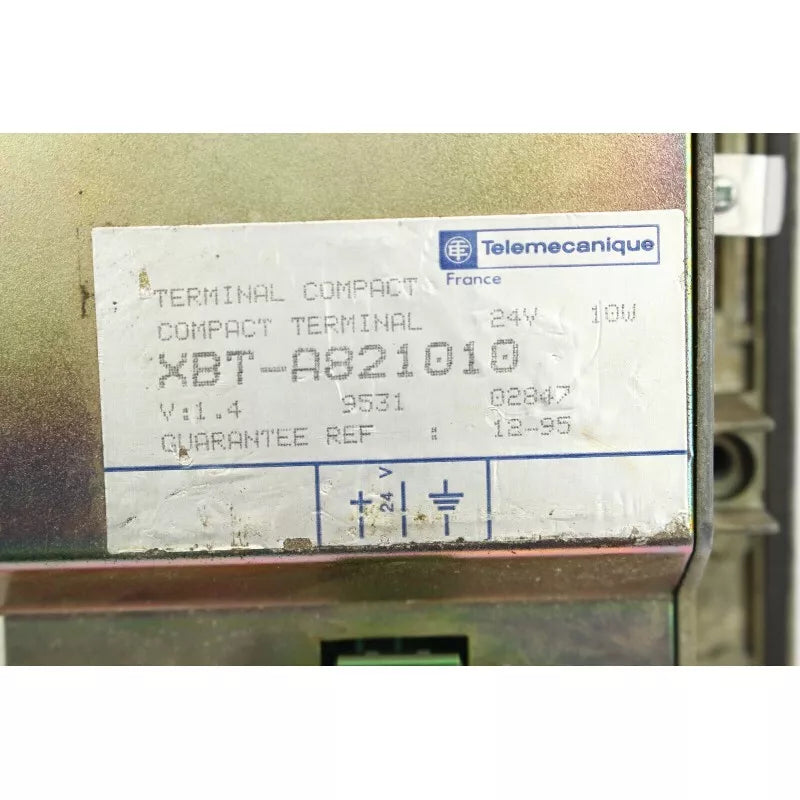 Telemecanique
France
TERMINAL COMPACT
COMPACT TERMINAL 24V 10W
XBT-A821010
V:1.4 9531 02847
GUARANTEE REF : 12-95
+ 24 V —